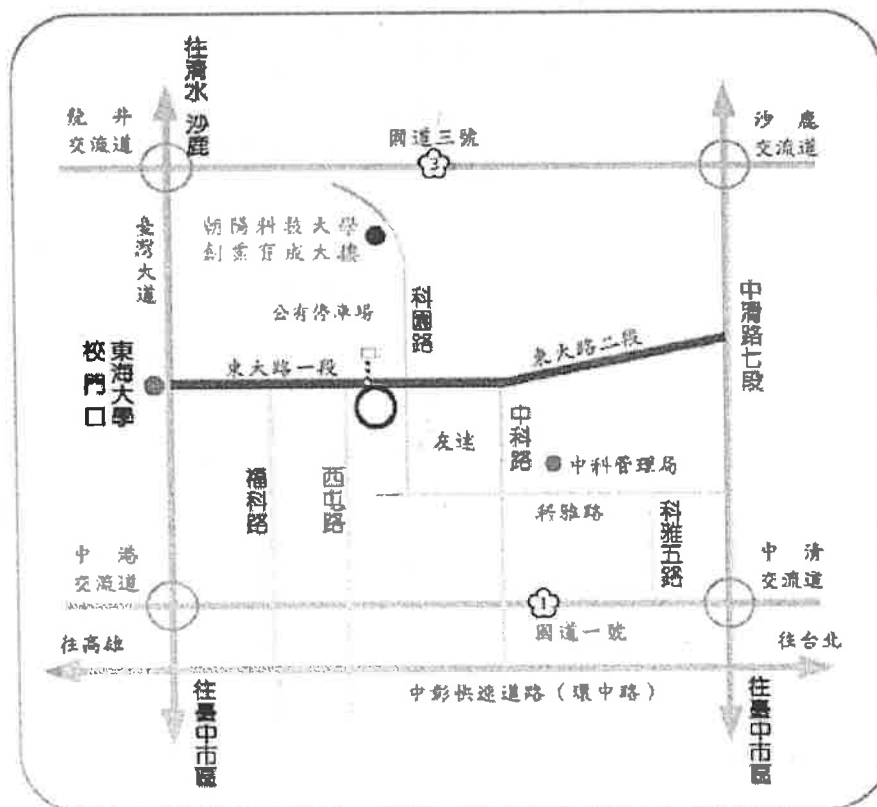 往清水
沙鹿
龍井
交流道
國道三號
3
沙鹿
交流道
臺灣大道
朝陽科技大學
創業育成大樓
公有停車場
科園路
中清路七段
東海大學
校門口
東大路一段
東大路二段
友達
中科路
中科管理局
福科路
西屯路
科雅路
科雅五路
中港
交流道
中清
交流道
1
國道一號
往高雄
往台北
中彰快速道路（環中路）
往臺中市區
往臺中市區